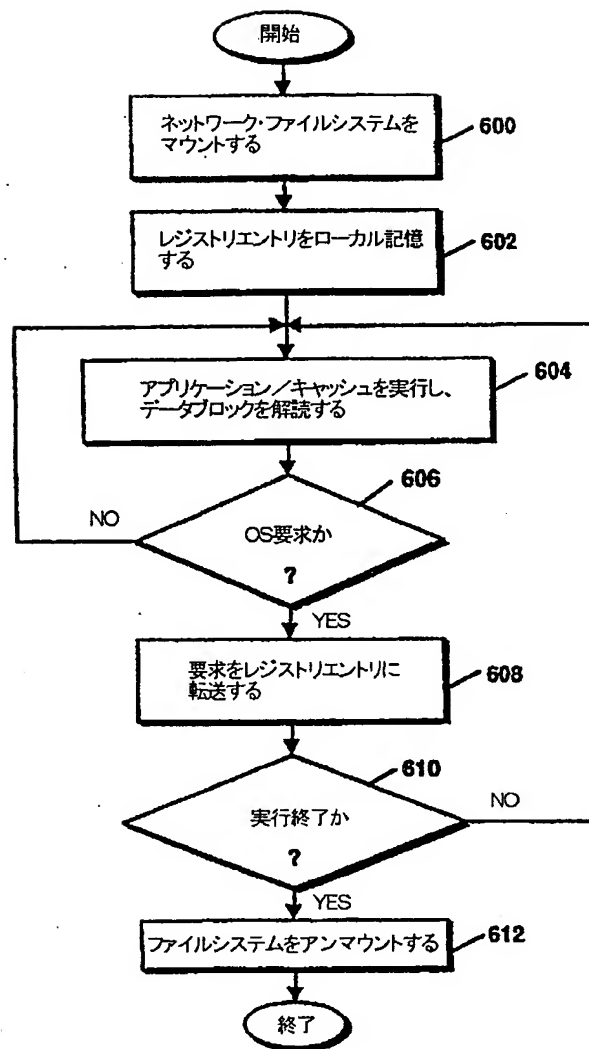 開始
ネットワーク・ファイルシステムを
マウントする
600
レジストリエントリをローカル記憶
する
602
アプリケーション／キャッシュを実行し、
データブロックを解読する
604
606
NO
OS要求か
?
YES
要求をレジストリエントリに
転送する
608
610
実行終了か
NO
?
YES
ファイルシステムをアンマウントする
612
終了